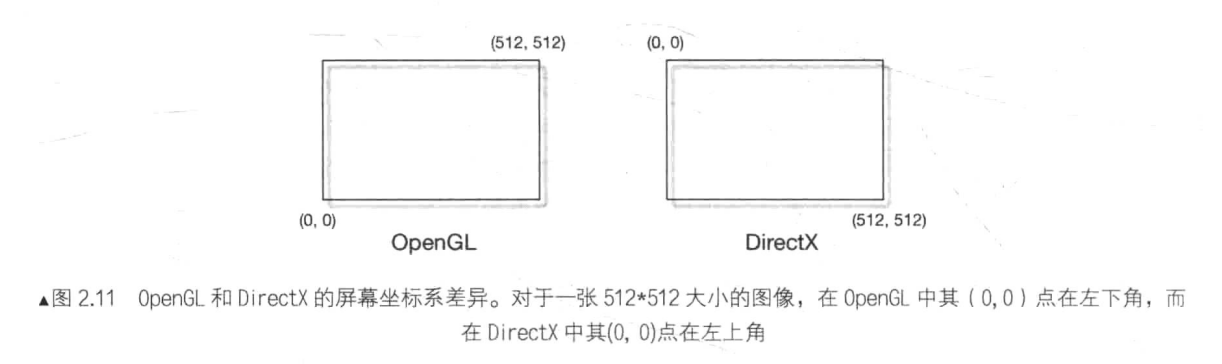 (512, 512) (0, 0)
(0, 0) (512, 512)
OpenGL DirectX
▲图 2.11 OpenGL 和 DirectX 的屏幕坐标系差异。对于一张 512*512 大小的图像，在 OpenGL 中其（0,0）点在左下角，而
在 DirectX 中其(0, 0)点在左上角